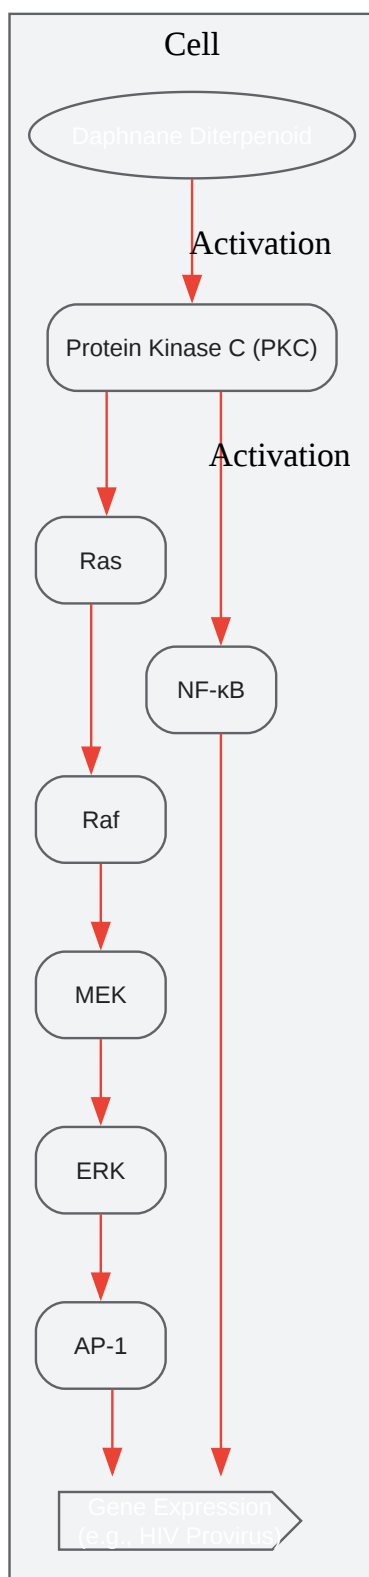 Cell
Daphnane Diterpenoid
Activation
Protein Kinase C (PKC)
Activation
Ras
NF-κB
Raf
MEK
ERK
AP-1
Gene Expression
(e.g., HIV Provirus)